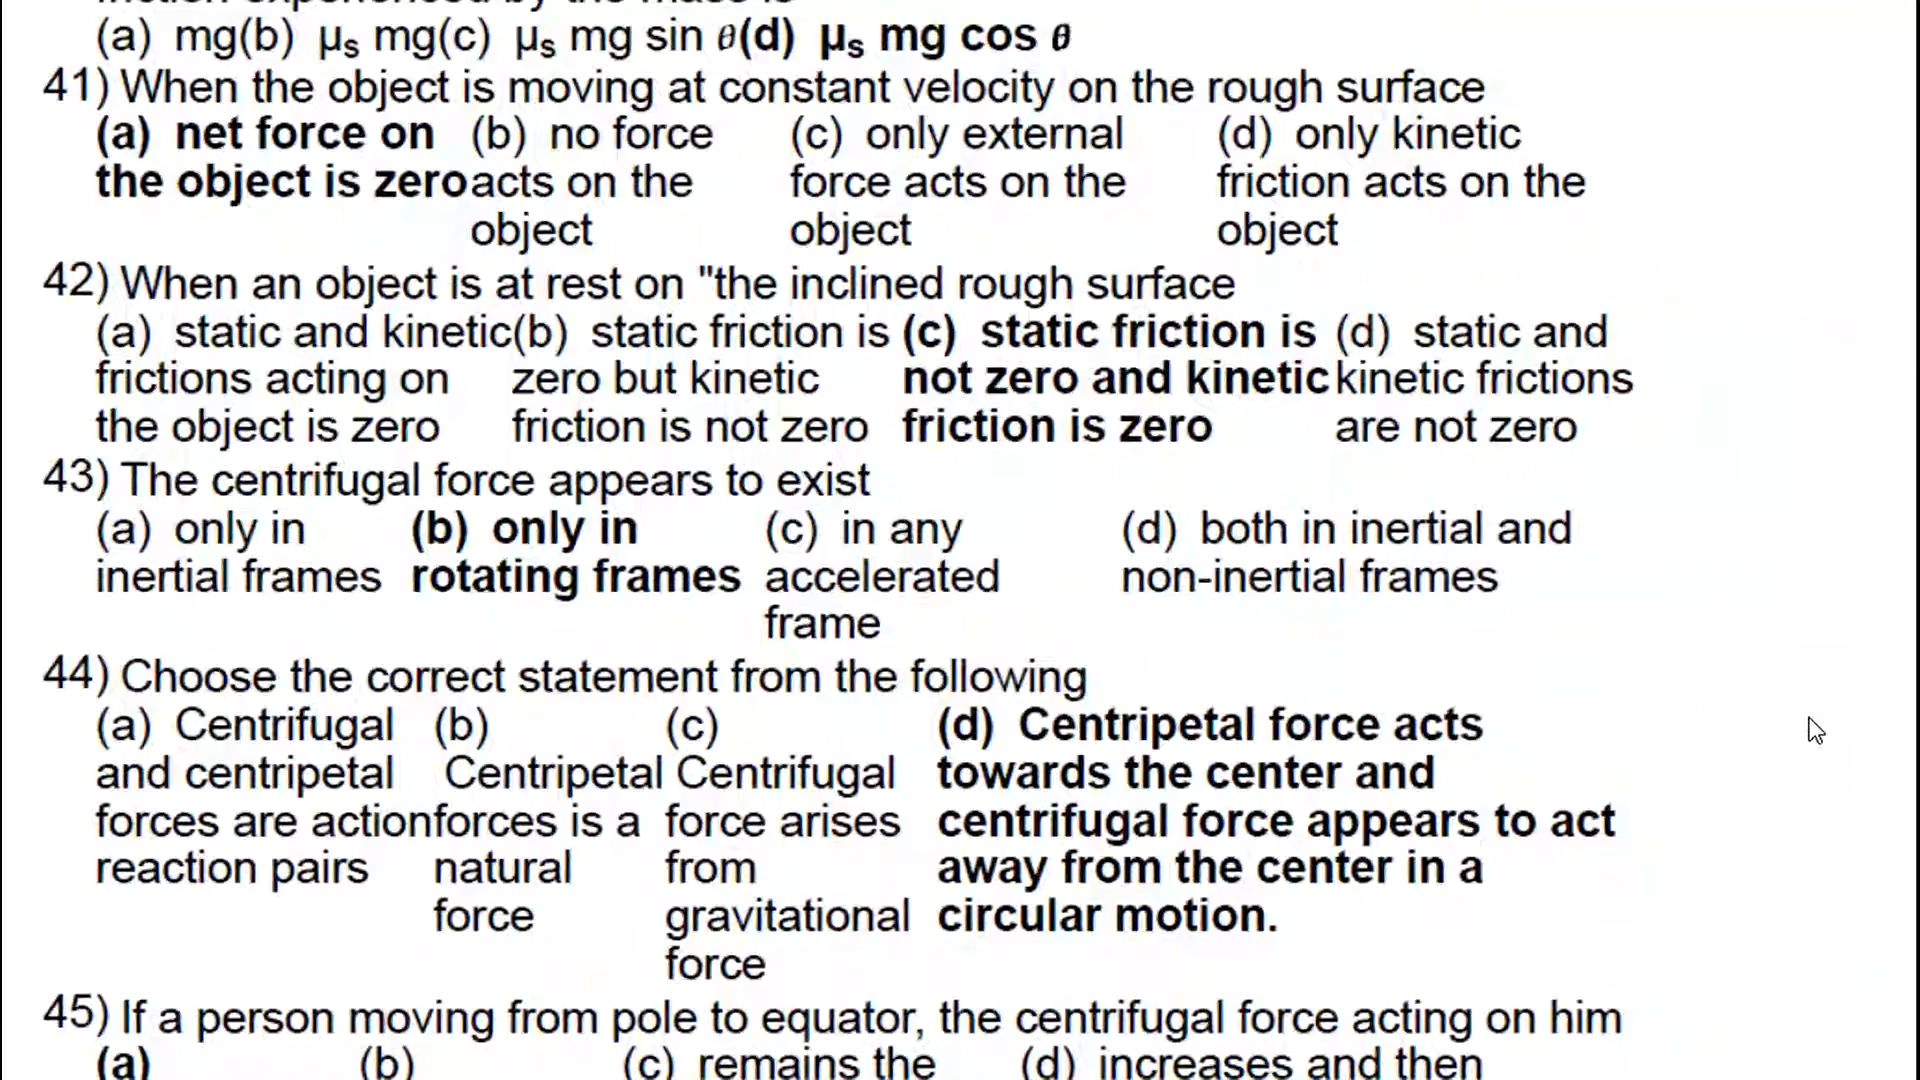 friction experienced by the mass is
(a) mg(b) μs mg(c) μs mg sin θ(d) μs mg cos θ
41) When the object is moving at constant velocity on the rough surface
(a) net force on (b) no force (c) only external (d) only kinetic
the object is zero acts on the force acts on the friction acts on the
object object object
42) When an object is at rest on "the inclined rough surface
(a) static and kinetic(b) static friction is (c) static friction is (d) static and
frictions acting on zero but kinetic not zero and kinetic kinetic frictions
the object is zero friction is not zero friction is zero are not zero
43) The centrifugal force appears to exist
(a) only in (b) only in (c) in any (d) both in inertial and
inertial frames rotating frames accelerated non-inertial frames
frame
44) Choose the correct statement from the following
(a) Centrifugal (b) (c) (d) Centripetal force acts
and centripetal Centripetal Centrifugal towards the center and
forces are action forces is a force arises centrifugal force appears to act
reaction pairs natural from away from the center in a
force gravitational circular motion.
force
45) If a person moving from pole to equator, the centrifugal force acting on him
(a) (b) (c) remains the (d) increases and then